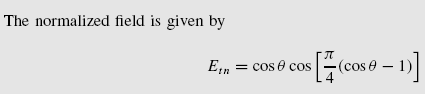 The normalized field is given by
E_{tn} = cos θ cos [π/4 (cos θ − 1)]